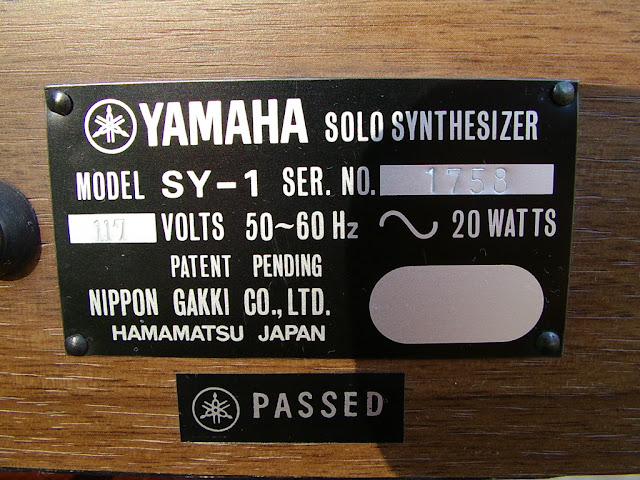 YAMAHA SOLO SYNTHESIZER
MODEL SY-1 SER. NO. 1758
117 VOLTS 50~60 Hz ~ 20 WATTS
PATENT PENDING
NIPPON GAKKI CO., LTD.
HAMAMATSU JAPAN
PASSED